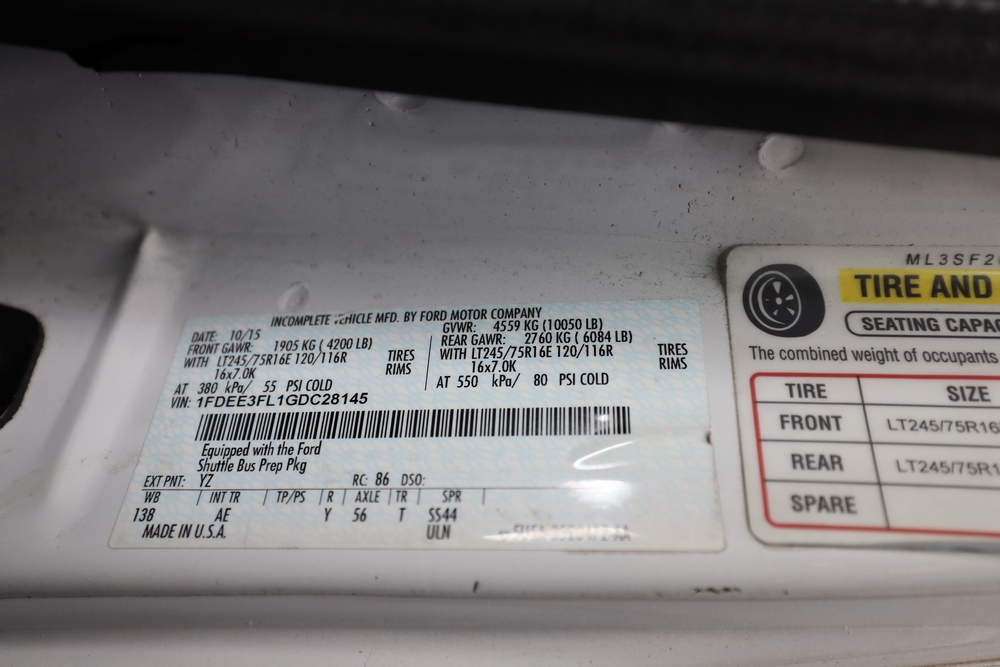 INCOMPLETE VEHICLE MFD. BY FORD MOTOR COMPANY
DATE: 10/15 GVWR: 4559 KG (10050 LB)
FRONT GAWR: 1905 KG ( 4200 LB) REAR GAWR: 2760 KG ( 6084 LB)
WITH LT245/75R16E 120/116R TIRES WITH LT245/75R16E 120/116R TIRES
16x7.0K RIMS 16x7.0K RIMS
AT 380 kPa/ 55 PSI COLD AT 550 kPa/ 80 PSI COLD
VIN: 1FDEE3FL1GDC28145
Equipped with the Ford
Shuttle Bus Prep Pkg
EXT PNT: YZ RC: 86 DSO:
WB INT TR TP/PS R AXLE TR SPR
138 AE Y 56 T SS44
MADE IN U.S.A. ULN
ML3SF2
TIRE AND
SEATING CAPAC
The combined weight of occupants
TIRE SIZE
FRONT LT245/75R16
REAR LT245/75R1
SPARE